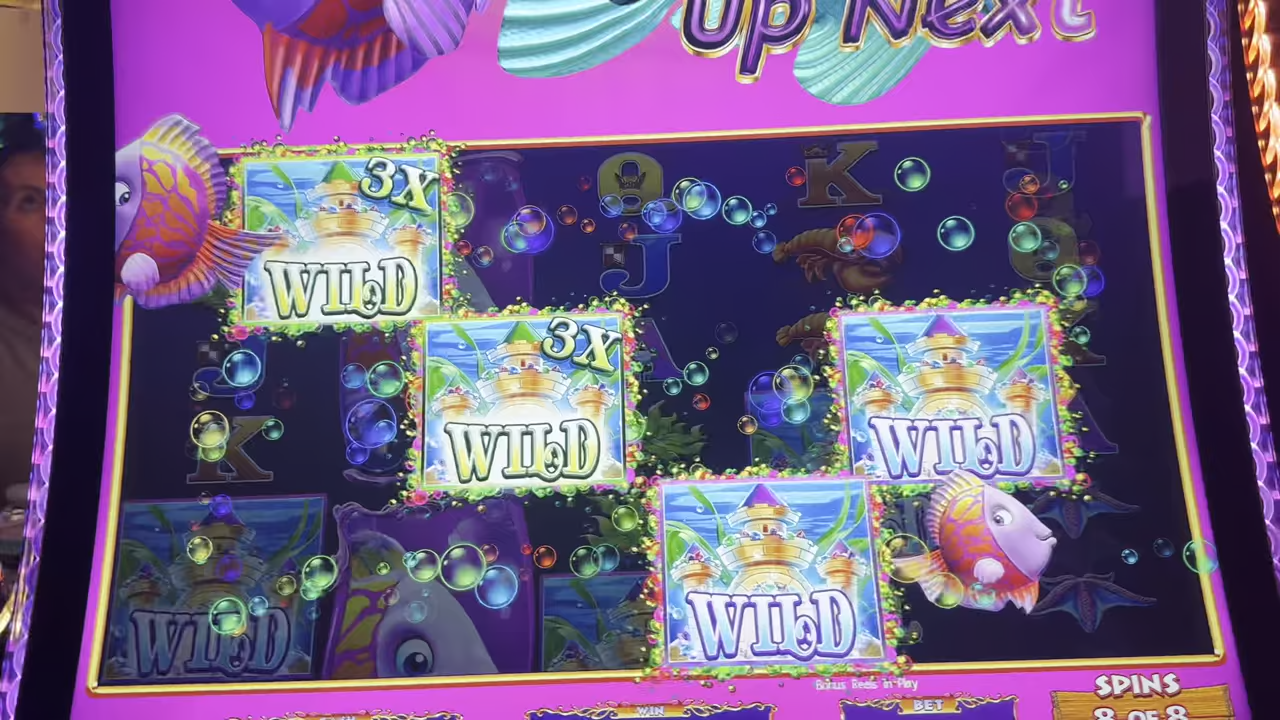 Up Next
Q K J
3X
WILD
J
3X
WILD
WILD
K
WILD
WILD
Bonus Reels in Play
WIN
BET
SPINS
8 OF 8